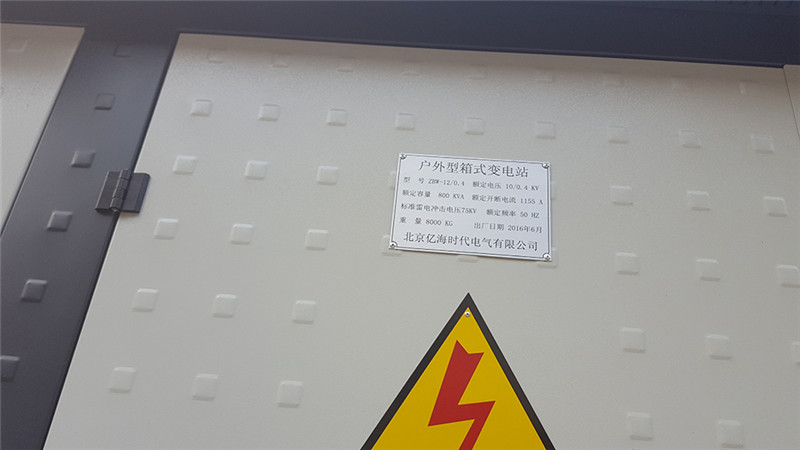 户外型箱式变电站
型 号 ZBW-12/0.4 额定电压 10/0.4 KV
额定容量 800 KVA 额定开断电流 1155 A
标准雷电冲击电压75KV 额定频率 50 HZ
重 量 8000 KG 出厂日期 2016年6月
北京亿海时代电气有限公司